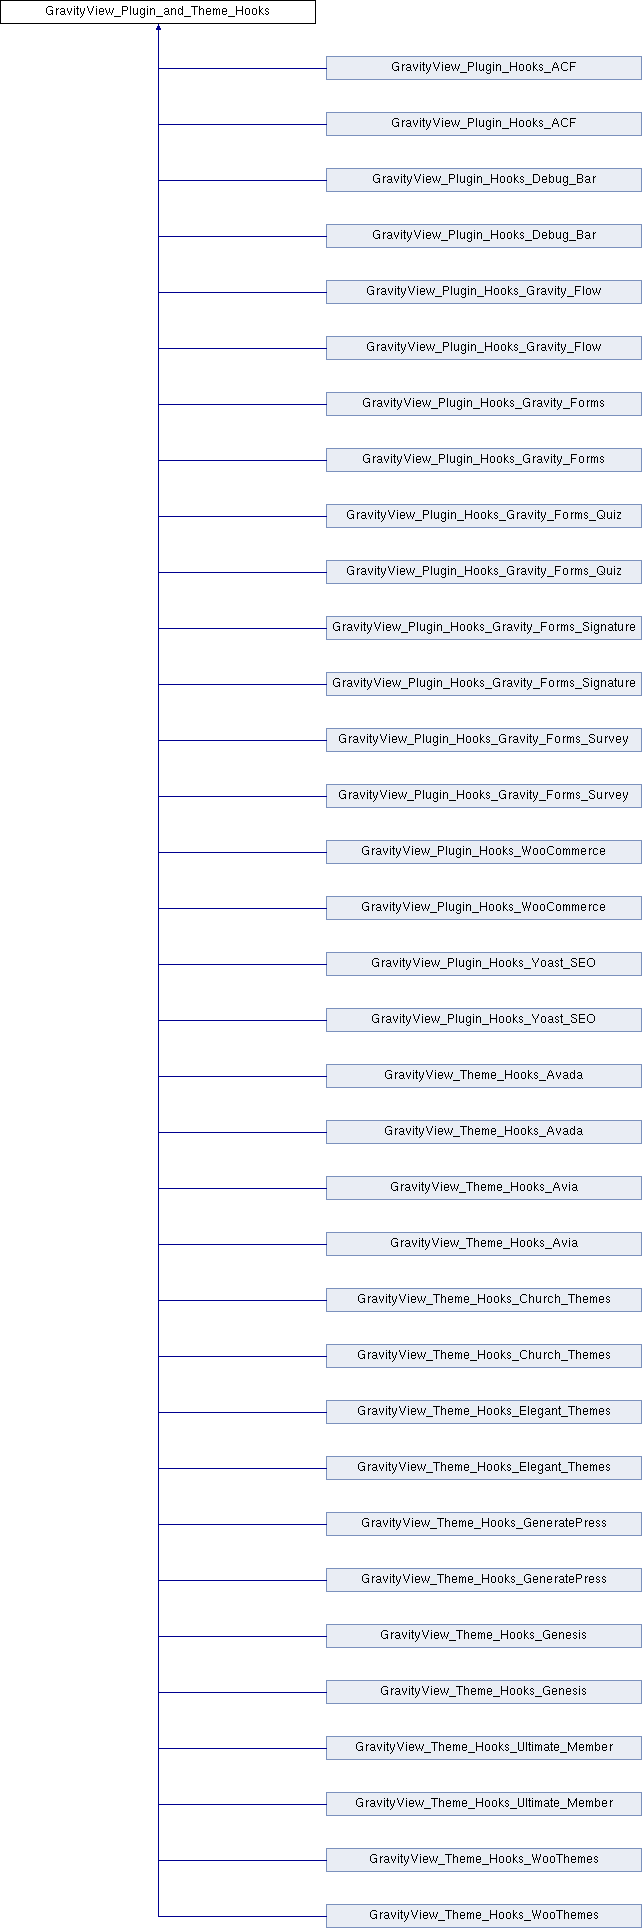 GravityView_Plugin_and_Theme_Hooks
GravityView_Plugin_Hooks_ACF
GravityView_Plugin_Hooks_ACF
GravityView_Plugin_Hooks_Debug_Bar
GravityView_Plugin_Hooks_Debug_Bar
GravityView_Plugin_Hooks_Gravity_Flow
GravityView_Plugin_Hooks_Gravity_Flow
GravityView_Plugin_Hooks_Gravity_Forms
GravityView_Plugin_Hooks_Gravity_Forms
GravityView_Plugin_Hooks_Gravity_Forms_Quiz
GravityView_Plugin_Hooks_Gravity_Forms_Quiz
GravityView_Plugin_Hooks_Gravity_Forms_Signature
GravityView_Plugin_Hooks_Gravity_Forms_Signature
GravityView_Plugin_Hooks_Gravity_Forms_Survey
GravityView_Plugin_Hooks_Gravity_Forms_Survey
GravityView_Plugin_Hooks_WooCommerce
GravityView_Plugin_Hooks_WooCommerce
GravityView_Plugin_Hooks_Yoast_SEO
GravityView_Plugin_Hooks_Yoast_SEO
GravityView_Theme_Hooks_Avada
GravityView_Theme_Hooks_Avada
GravityView_Theme_Hooks_Avia
GravityView_Theme_Hooks_Avia
GravityView_Theme_Hooks_Church_Themes
GravityView_Theme_Hooks_Church_Themes
GravityView_Theme_Hooks_Elegant_Themes
GravityView_Theme_Hooks_Elegant_Themes
GravityView_Theme_Hooks_GeneratePress
GravityView_Theme_Hooks_GeneratePress
GravityView_Theme_Hooks_Genesis
GravityView_Theme_Hooks_Genesis
GravityView_Theme_Hooks_Ultimate_Member
GravityView_Theme_Hooks_Ultimate_Member
GravityView_Theme_Hooks_WooThemes
GravityView_Theme_Hooks_WooThemes